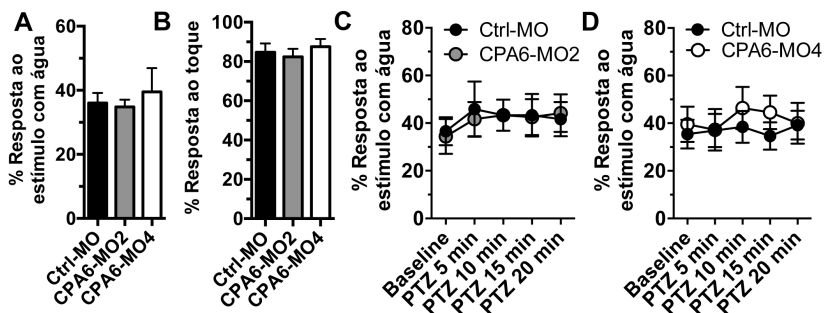 A
% Resposta ao
estímulo com água
60
30
0
Ctrl-MO
CPA6-MO2
CPA6-MO4
B
% Resposta ao toque
100
80
60
40
20
0
Ctrl-MO
CPA6-MO2
CPA6-MO4
C
% Resposta ao
estímulo com água
80
60
40
20
0
Ctrl-MO
CPA6-MO2
Baseline
PTZ 5 min
PTZ 10 min
PTZ 15 min
PTZ 20 min
D
% Resposta ao
estímulo com água
80
60
40
20
0
Ctrl-MO
CPA6-MO4
Baseline
PTZ 5 min
PTZ 10 min
PTZ 15 min
PTZ 20 min